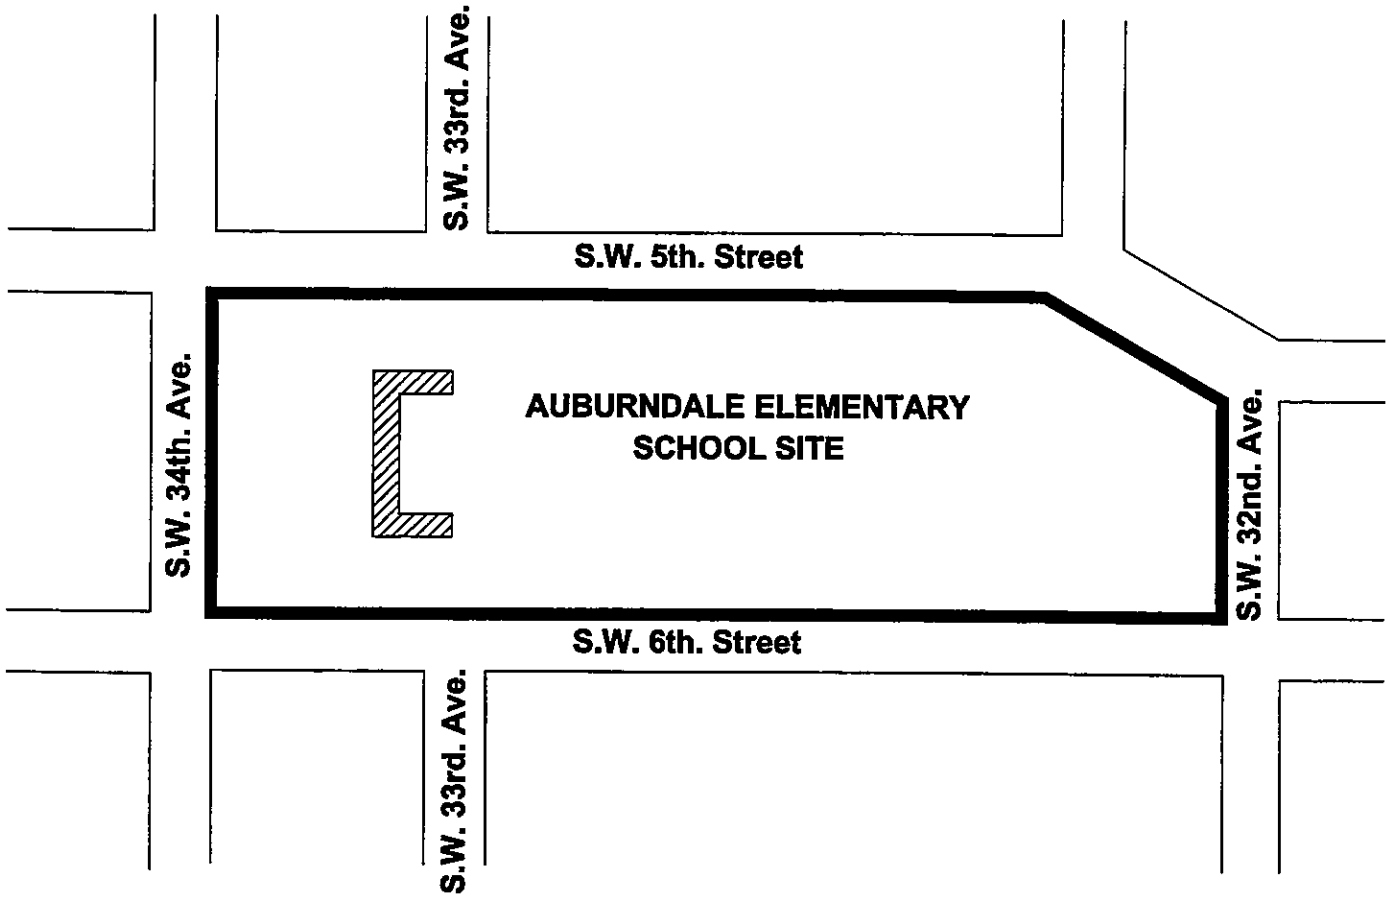 S.W. 33rd. Ave.
S.W. 5th. Street
S.W. 34th. Ave.
AUBURNDALE ELEMENTARY
SCHOOL SITE
S.W. 32nd. Ave.
S.W. 6th. Street
S.W. 33rd. Ave.